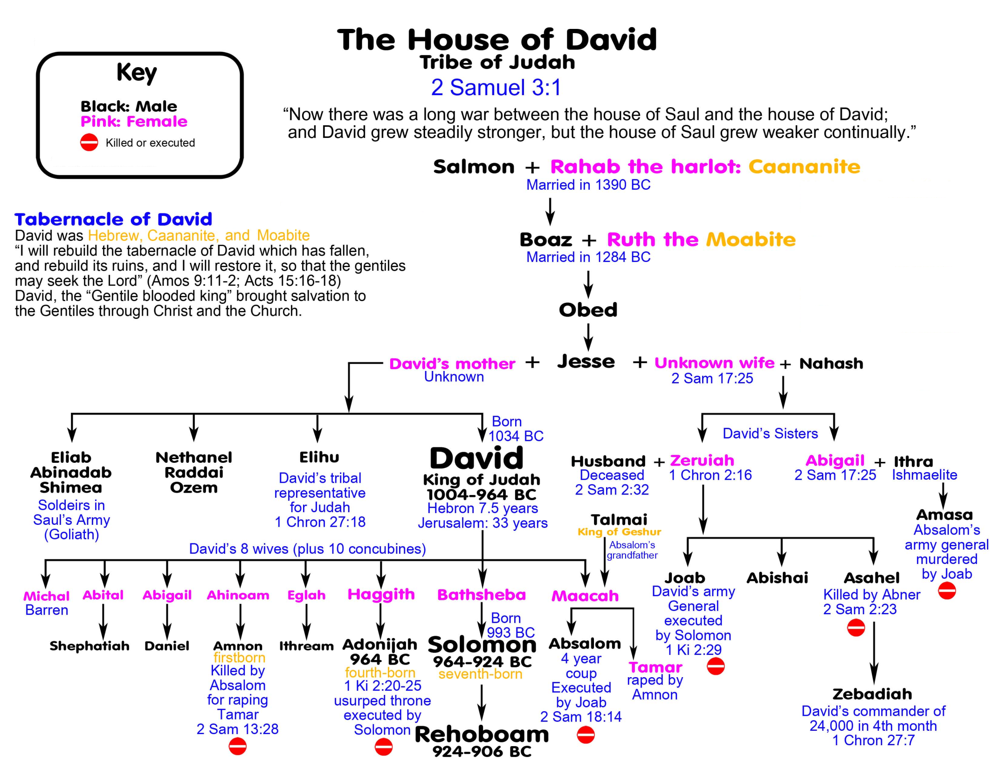 The House of David
Tribe of Judah
2 Samuel 3:1
“Now there was a long war between the house of Saul and the house of David;
and David grew steadily stronger, but the house of Saul grew weaker continually.”
Key
Black: Male
Pink: Female
Killed or executed
Salmon + Rahab the harlot: Caananite
Married in 1390 BC
Tabernacle of David
David was Hebrew, Caananite, and Moabite
“I will rebuild the tabernacle of David which has fallen,
and rebuild its ruins, and I will restore it, so that the gentiles
may seek the Lord” (Amos 9:11-2; Acts 15:16-18)
David, the “Gentile blooded king” brought salvation to
the Gentiles through Christ and the Church.
Boaz + Ruth the Moabite
Married in 1284 BC
Obed
David’s mother + Jesse + Unknown wife + Nahash
Unknown
2 Sam 17:25
Eliab
Abinadab
Shimea
Soldeirs in
Saul’s Army
(Goliath)
Nethanel
Raddai
Ozem
Elihu
David’s tribal
representative
for Judah
1 Chron 27:18
Born
1034 BC
David
King of Judah
1004-964 BC
Hebron 7.5 years
Jerusalem: 33 years
David’s Sisters
Husband + Zeruiah
Deceased
2 Sam 2:32
1 Chron 2:16
Abigail + Ithra
2 Sam 17:25
Ishmaelite
Amasa
Absalom’s
army general
murdered
by Joab
Talmai
King of Geshur
Absalom’s
grandfather
David’s 8 wives (plus 10 concubines)
Michal
Barren
Abital
Shephatiah
Abigail
Daniel
Ahinoam
Amnon
firstborn
Killed by
Absalom
for raping
Tamar
2 Sam 13:28
Eglah
Ithream
Haggith
Adonijah
964 BC
fourth-born
1 Ki 2:20-25
usurped throne
executed by
Solomon
Bathsheba
Born
993 BC
Solomon
964-924 BC
seventh-born
Rehoboam
924-906 BC
Maacah
Absalom
4 year
coup
Executed
by Joab
2 Sam 18:14
Tamar
raped by
Amnon
Joab
David’s army
General
executed
by Solomon
1 Ki 2:29
Abishai
Asahel
Killed by Abner
2 Sam 2:23
Zebadiah
David’s commander of
24,000 in 4th month
1 Chron 27:7